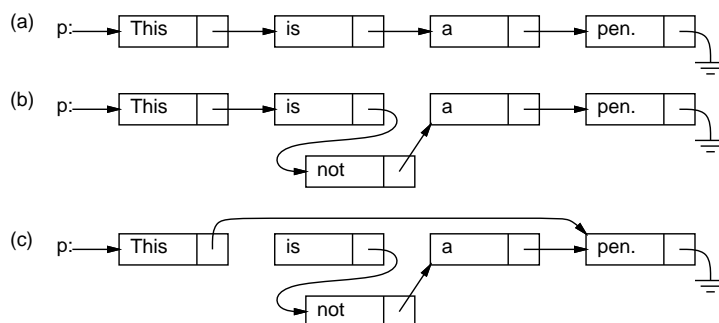 (a) p: This is a pen.
(b) p: This is a pen.
not
(c) p: This is a pen.
not